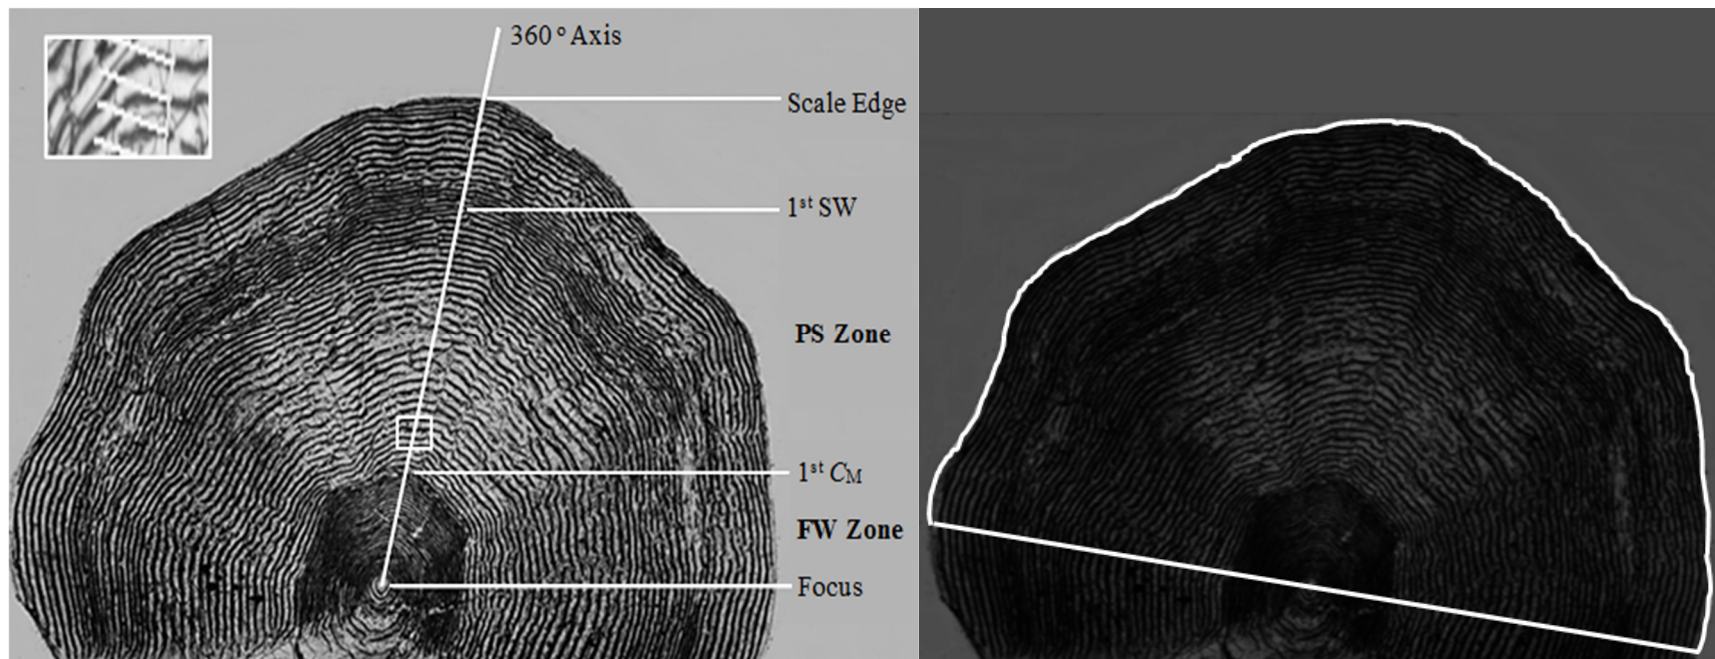 360° Axis
Scale Edge
1st SW
PS Zone
1st CM
FW Zone
Focus